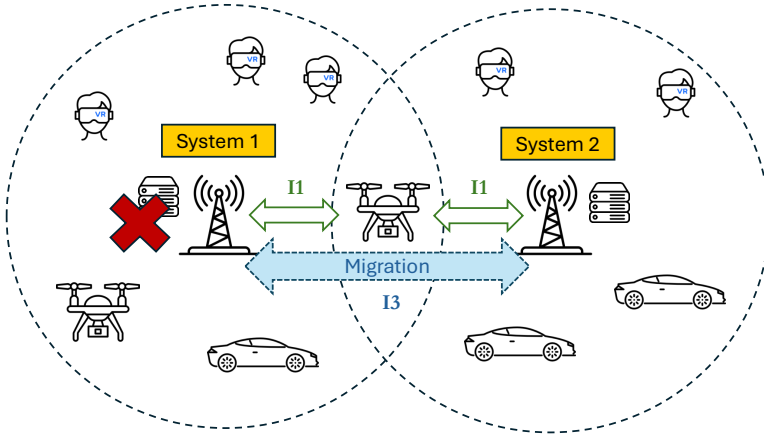 VR
VR
VR
VR
VR
System 1
System 2
I1
I1
Migration
I3